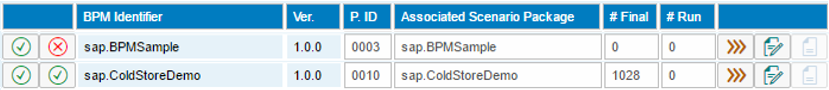 BPM Identifier Ver. P. ID Associated Scenario Package # Final # Run
sap.BPMSample 1.0.0 0003 sap.BPMSample 0 0
sap.ColdStoreDemo 1.0.0 0010 sap.ColdStoreDemo 1028 0